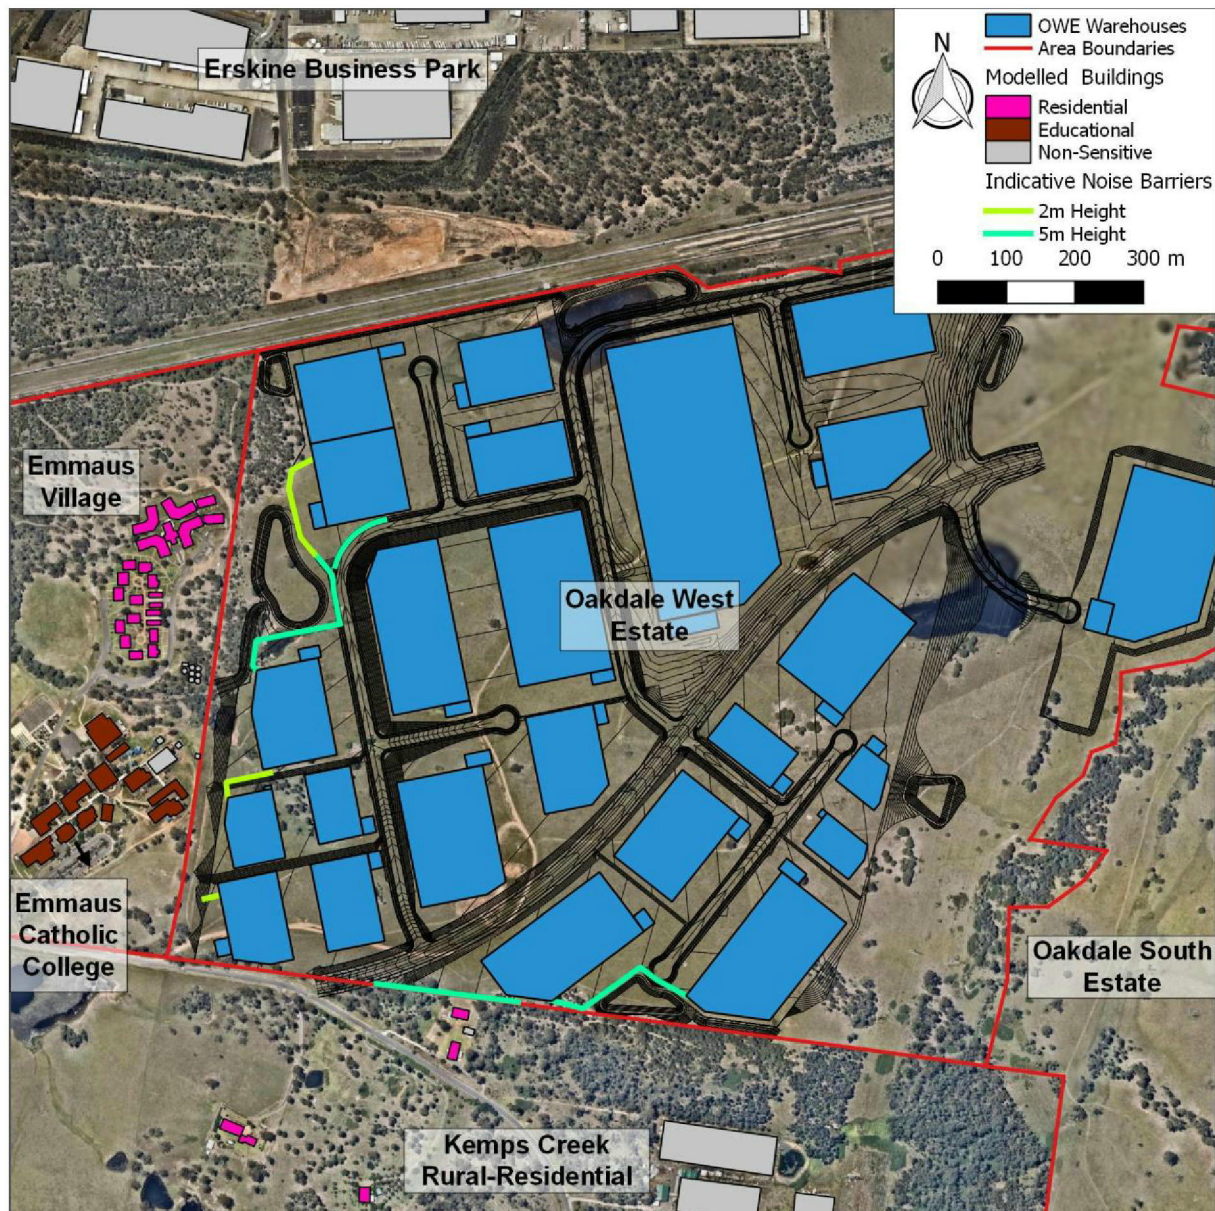 Erskine Business Park
N
OWE Warehouses
Area Boundaries
Modelled Buildings
Residential
Educational
Non-Sensitive
Indicative Noise Barriers
2m Height
5m Height
0 100 200 300 m
Emmaus
Village
Oakdale West
Estate
Emmaus
Catholic
College
Oakdale South
Estate
Kemps Creek
Rural-Residential